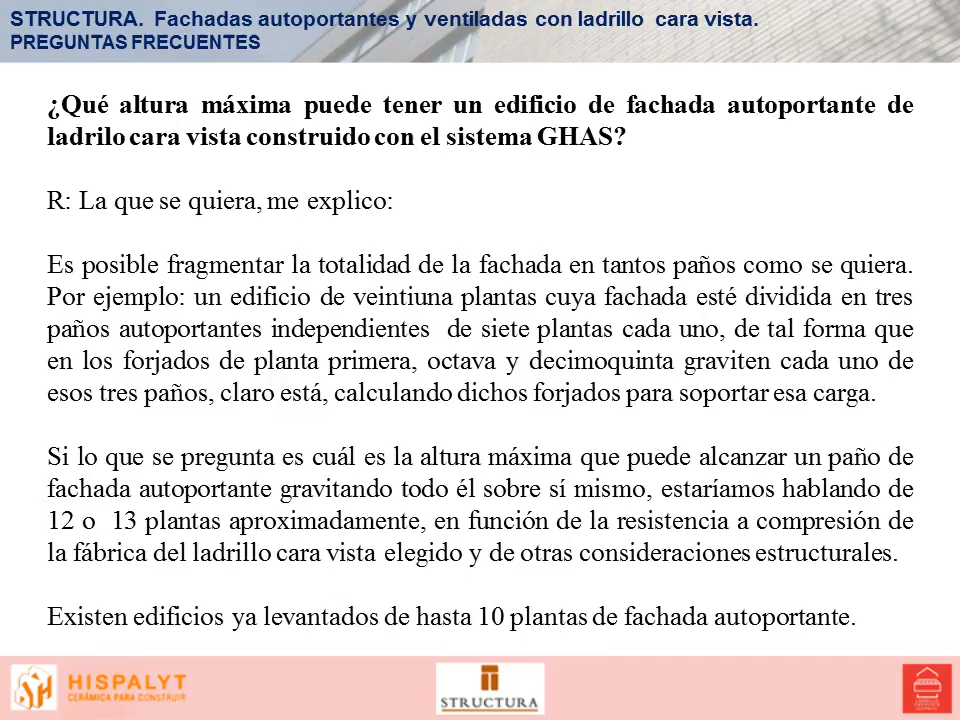 STRUCTURA. Fachadas autoportantes y ventiladas con ladrillo cara vista.
PREGUNTAS FRECUENTES
¿Qué altura máxima puede tener un edificio de fachada autoportante de
ladrilo cara vista construido con el sistema GHAS?
R: La que se quiera, me explico:
Es posible fragmentar la totalidad de la fachada en tantos paños como se quiera.
Por ejemplo: un edificio de veintiuna plantas cuya fachada esté dividida en tres
paños autoportantes independientes de siete plantas cada uno, de tal forma que
en los forjados de planta primera, octava y decimoquinta graviten cada uno de
esos tres paños, claro está, calculando dichos forjados para soportar esa carga.
Si lo que se pregunta es cuál es la altura máxima que puede alcanzar un paño de
fachada autoportante gravitando todo él sobre sí mismo, estaríamos hablando de
12 o 13 plantas aproximadamente, en función de la resistencia a compresión de
la fábrica del ladrillo cara vista elegido y de otras consideraciones estructurales.
Existen edificios ya levantados de hasta 10 plantas de fachada autoportante.
HISPALYT
CERÁMICA PARA CONSTRUIR
STRUCTURA